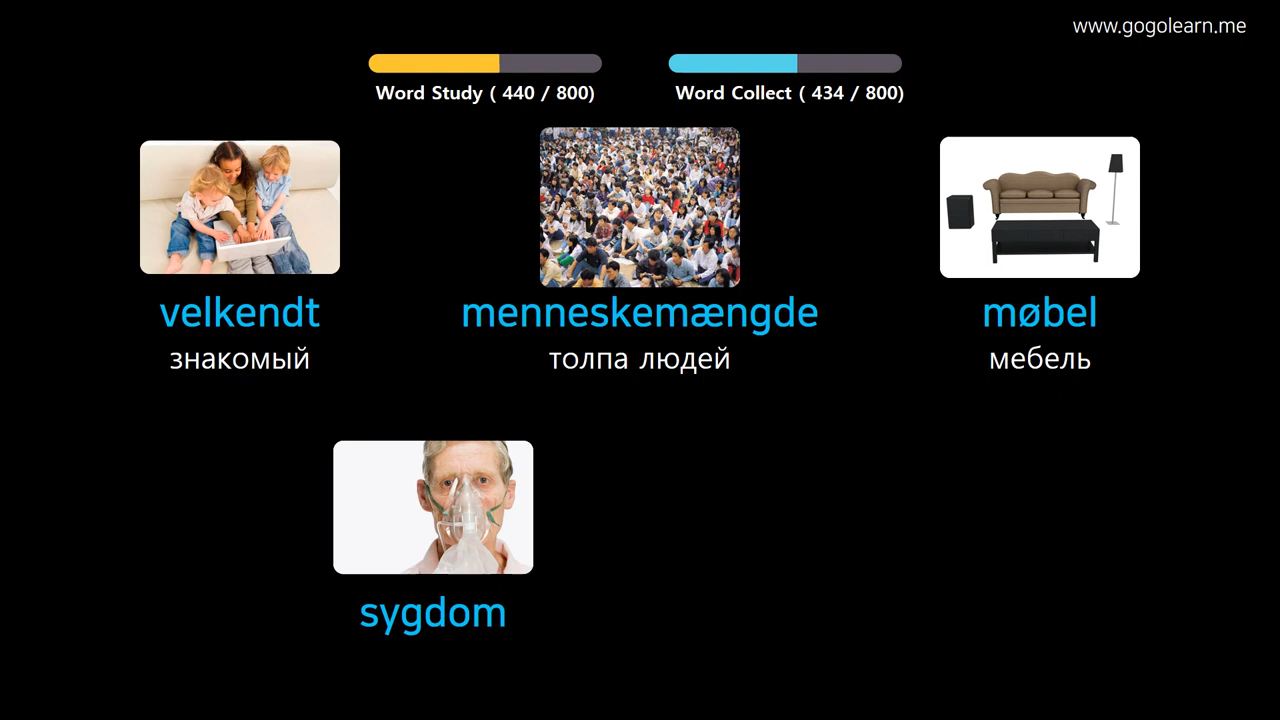 www.gogolearn.me
Word Study ( 440 / 800)
Word Collect ( 434 / 800)
velkendt
знакомый
menneskemængde
толпа людей
møbel
мебель
sygdom